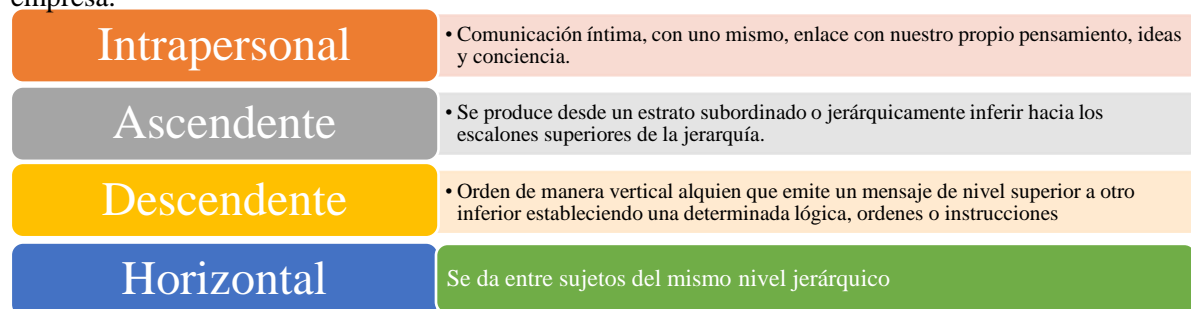 empresa.
Intrapersonal
• Comunicación íntima, con uno mismo, enlace con nuestro propio pensamiento, ideas
y conciencia.
Ascendente
• Se produce desde un estrato subordinado o jerárquicamente inferir hacia los
escalones superiores de la jerarquía.
Descendente
• Orden de manera vertical alguien que emite un mensaje de nivel superior a otro
inferior estableciendo una determinada lógica, ordenes o instrucciones
Horizontal
Se da entre sujetos del mismo nivel jerárquico